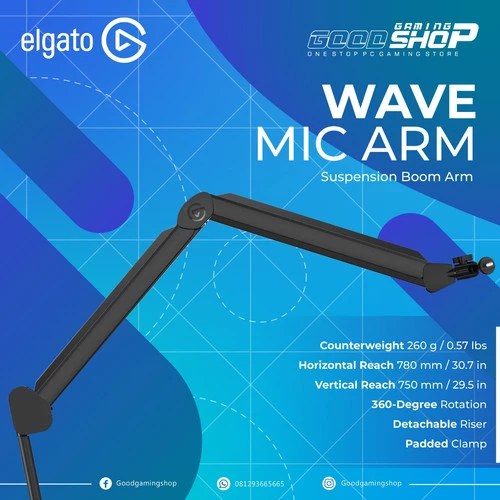 elgato
GAMING
GOOD SHOP
ONE STOP PC GAMING STORE
WAVE
MIC ARM
Suspension Boom Arm
Counterweight 260 g / 0.57 lbs
Horizontal Reach 780 mm / 30.7 in
Vertical Reach 750 mm / 29.5 in
360-Degree Rotation
Detachable Riser
Padded Clamp
Goodgamingshop
081293665665
Goodgamingshop